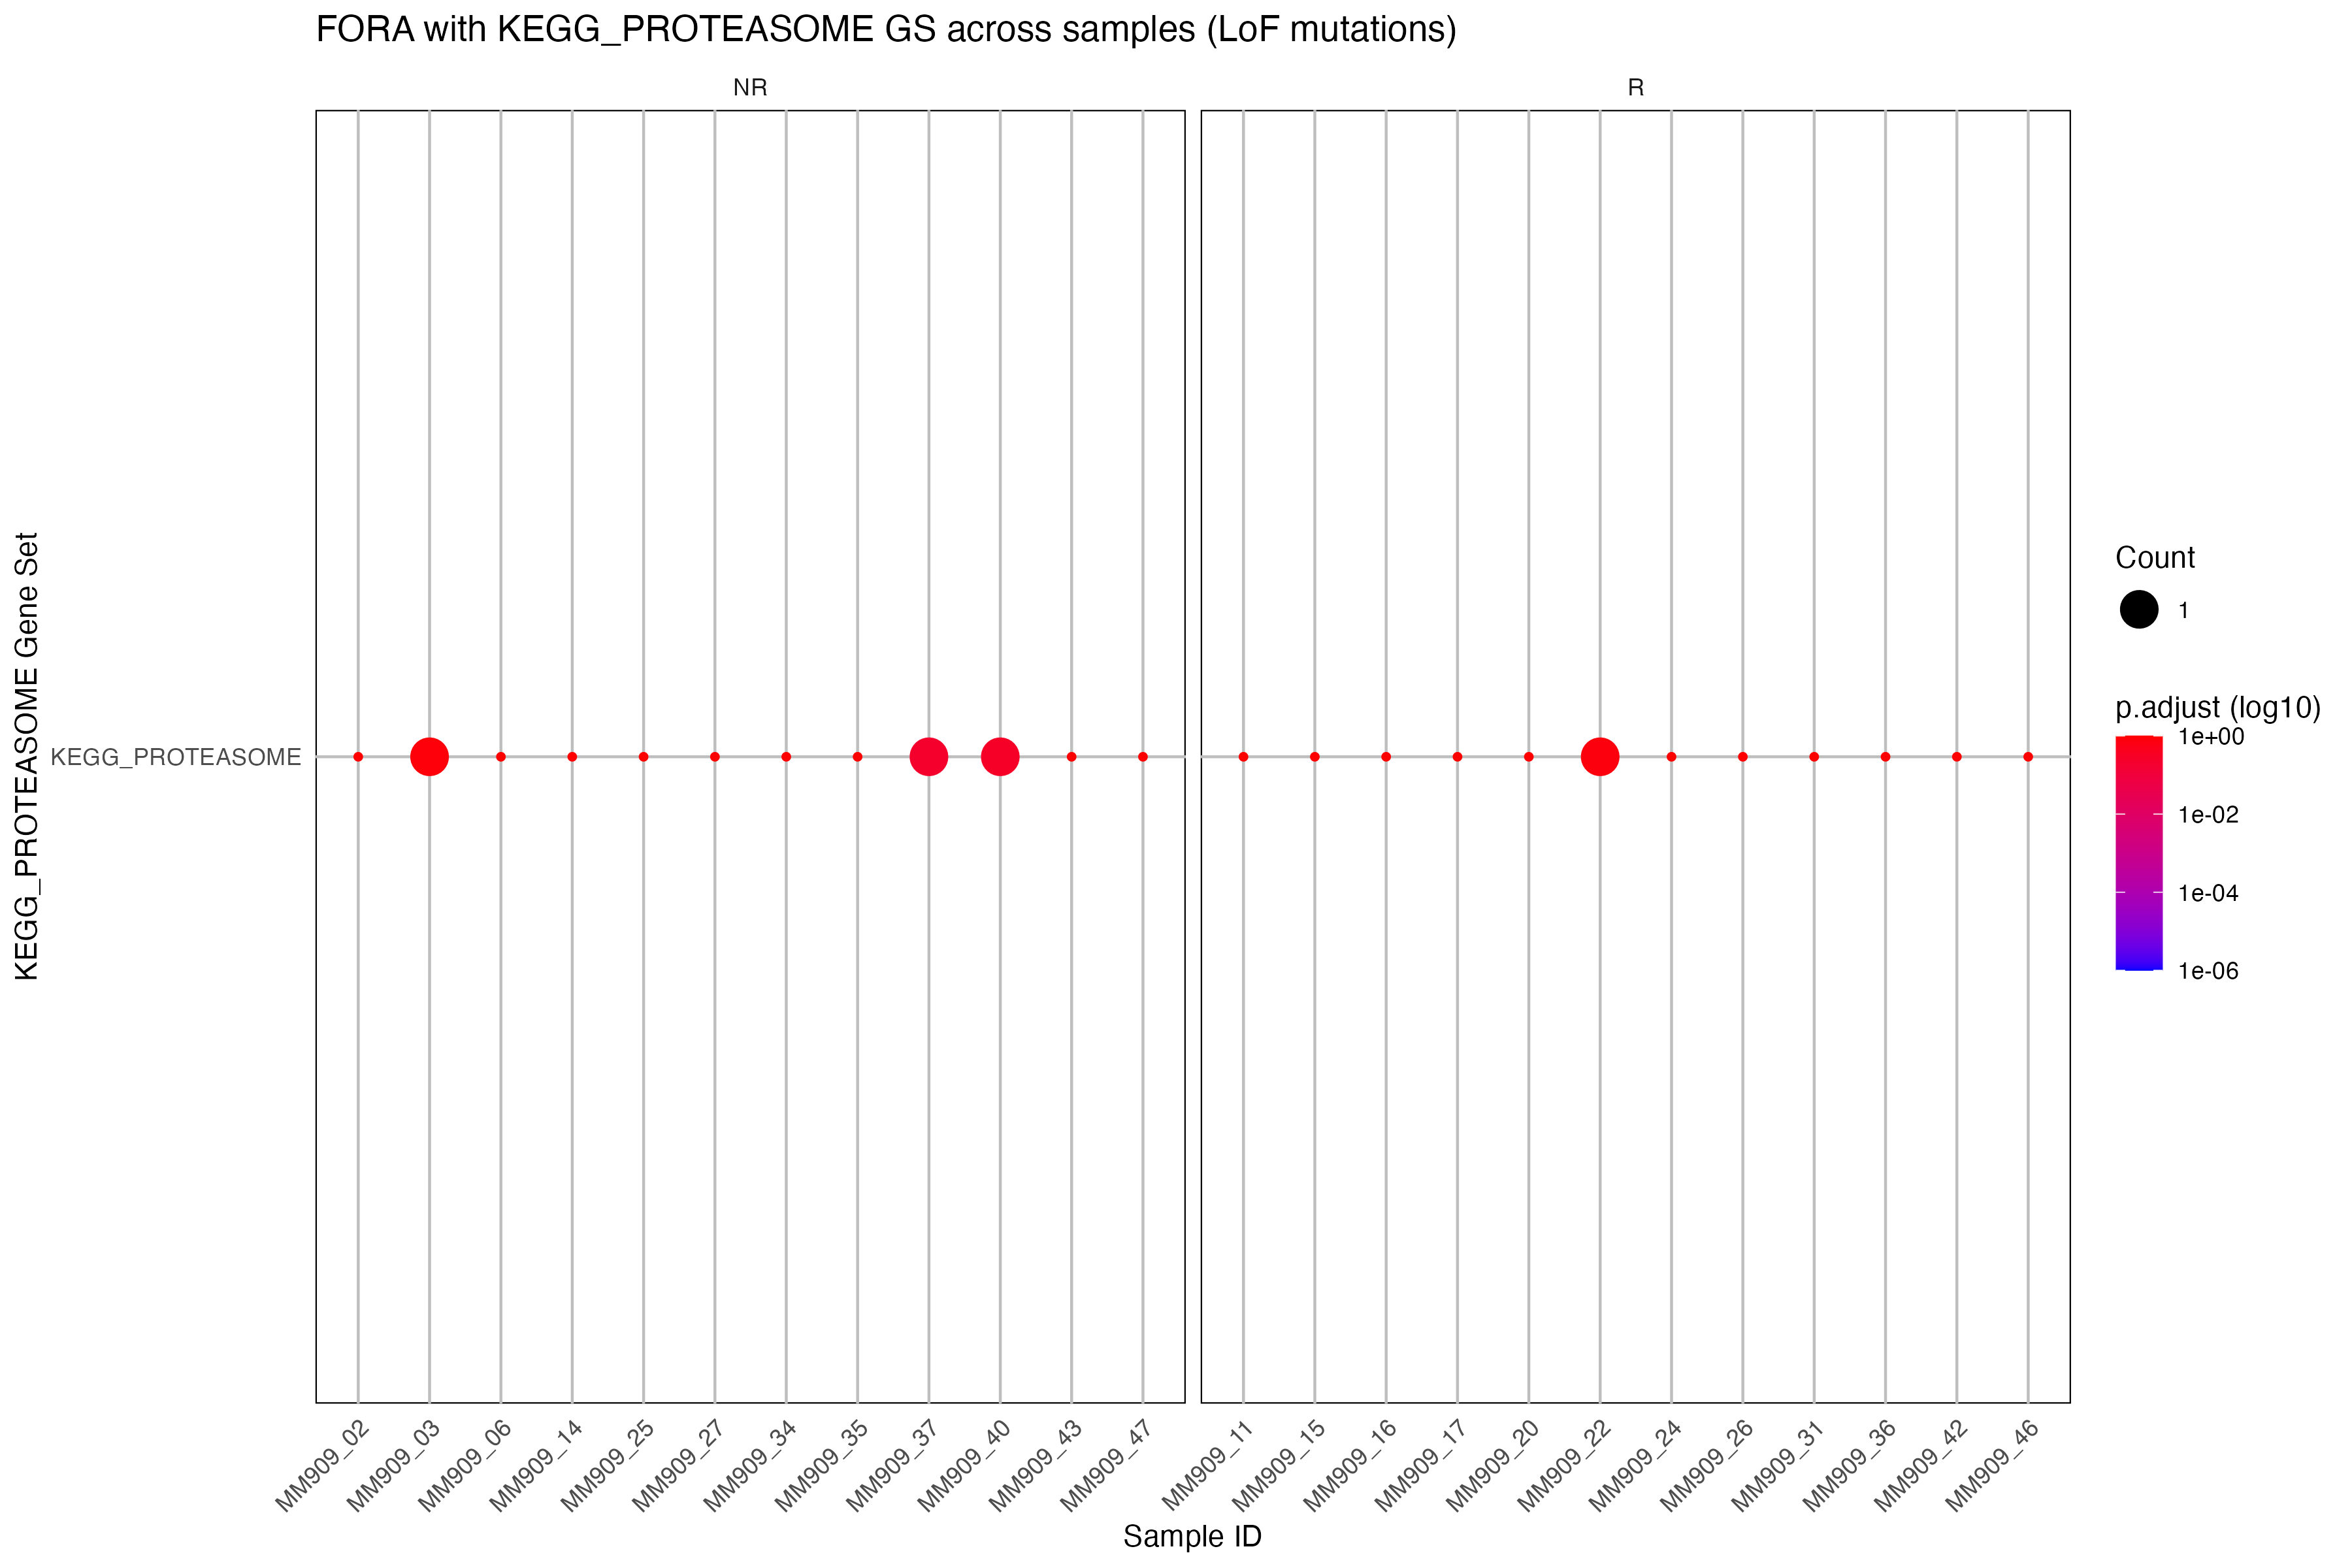 FORA with KEGG_PROTEASOME GS across samples (LoF mutations)
NR
R
KEGG_PROTEASOME Gene Set
KEGG_PROTEASOME
Count
1
p.adjust (log10)
1e+00
1e-02
1e-04
1e-06
MM909_02
MM909_03
MM909_06
MM909_14
MM909_25
MM909_27
MM909_34
MM909_35
MM909_37
MM909_40
MM909_43
MM909_47
MM909_11
MM909_15
MM909_16
MM909_17
MM909_20
MM909_22
MM909_24
MM909_26
MM909_31
MM909_36
MM909_42
MM909_46
Sample ID